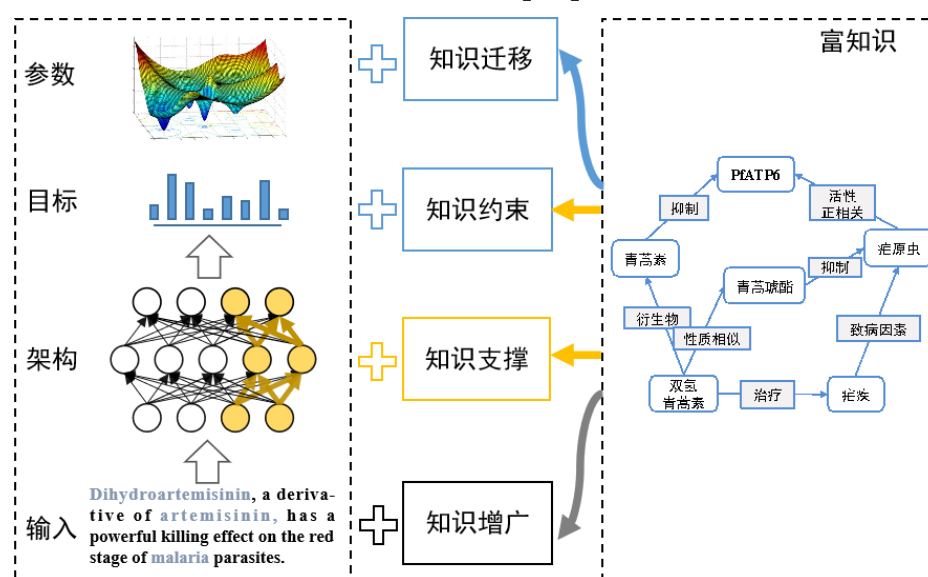 参数
知识迁移
富知识
目标
知识约束
架构
知识支撑
输入
Dihydroartemisinin, a deriva-
tive of artemisinin, has a
powerful killing effect on the red
stage of malaria parasites.
知识增广
PfATP6
抑制
活性
正相关
青蒿素
疟原虫
青蒿琥酯
抑制
衍生物
性质相似
致病因素
双氢
青蒿素
治疗
疟疾